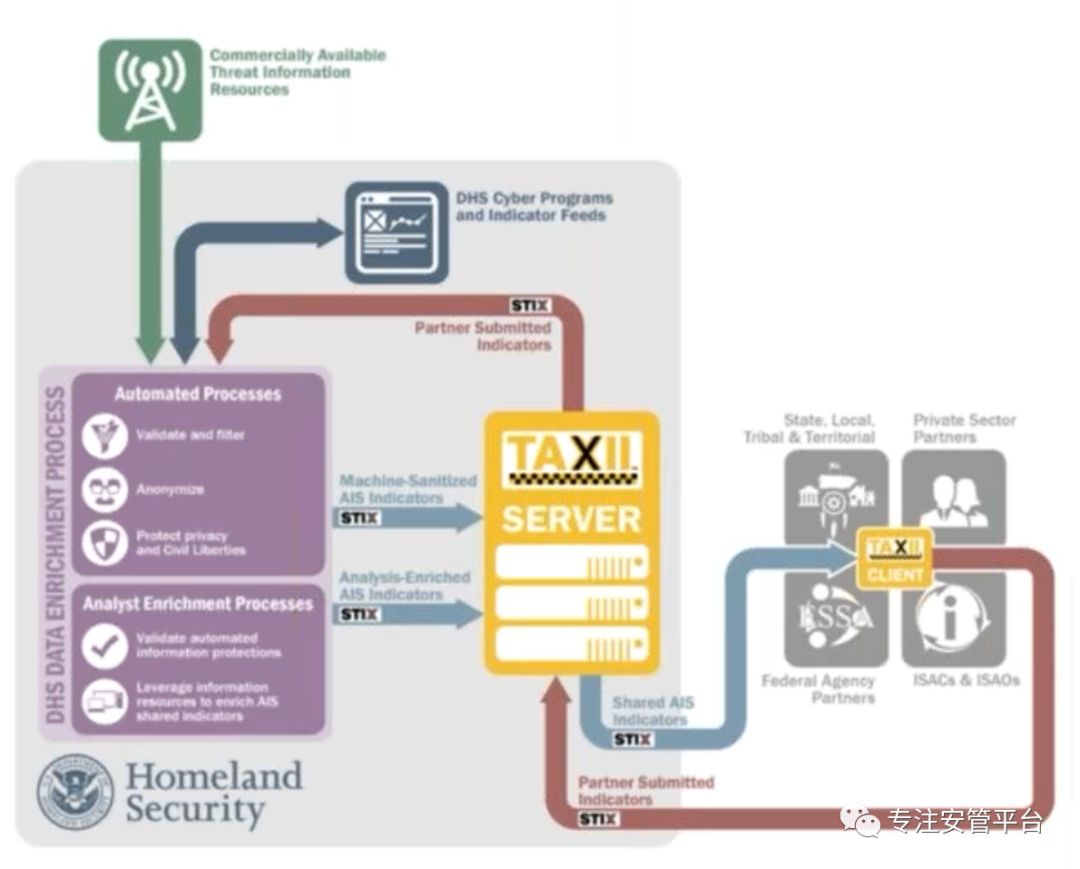 Commercially Available
Threat Information
Resources
DHS Cyber Programs
and Indicator Feeds
STIX
Partner Submitted
Indicators
DHS DATA ENRICHMENT PROCESS
Automated Processes
Validate and filter
Anonymize
Protect privacy
and Civil Liberties
Analyst Enrichment Processes
Validate automated
information protections
Leverage information
resources to enrich AIS
shared indicators
Machine-Sanitized
AIS Indicators
STIX
Analysis-Enriched
AIS Indicators
STIX
TAXII
SERVER
State, Local,
Tribal & Territorial
Private Sector
Partners
TAXII
CLIENT
ESSA
Federal Agency
Partners
ISACs & ISAOs
Shared AIS
Indicators
STIX
Partner Submitted
Indicators
STIX
Homeland
Security
专注安管平台